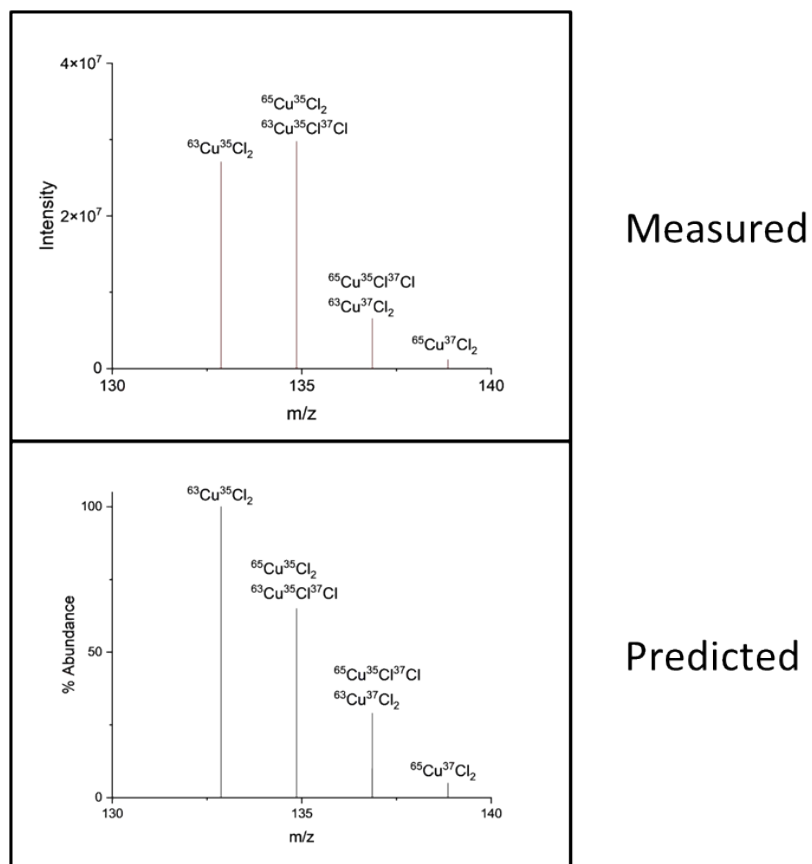 4×10⁷
⁶⁵Cu³⁵Cl₂
⁶³Cu³⁵Cl³⁷Cl
⁶³Cu³⁵Cl₂
2×10⁷
Intensity
⁶⁵Cu³⁵Cl³⁷Cl
⁶³Cu³⁷Cl₂
⁶⁵Cu³⁷Cl₂
0
130 135 140
m/z
Measured
⁶³Cu³⁵Cl₂
100
⁶⁵Cu³⁵Cl₂
⁶³Cu³⁵Cl³⁷Cl
% Abundance
50
⁶⁵Cu³⁵Cl³⁷Cl
⁶³Cu³⁷Cl₂
⁶⁵Cu³⁷Cl₂
0
130 135 140
m/z
Predicted